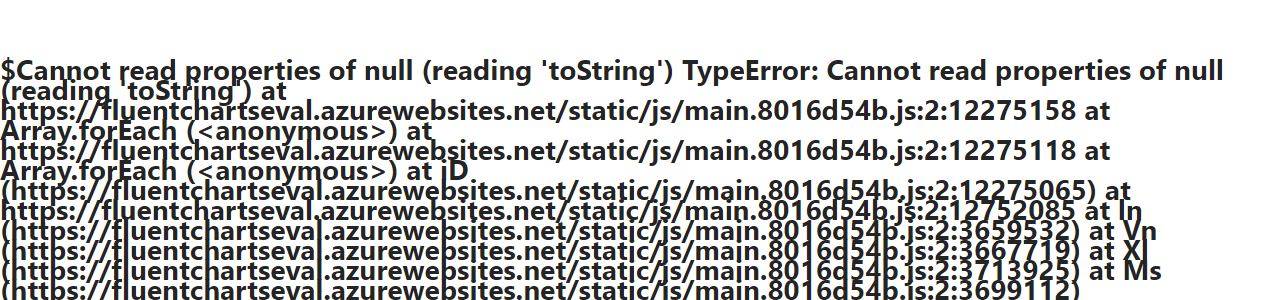 $Cannot read properties of null (reading 'toString') TypeError: Cannot read properties of null
(reading 'toString') at
https://fluentchartseval.azurewebsites.net/static/js/main.8016d54b.js:2:12275158 at
Array.forEach (<anonymous>) at
https://fluentchartseval.azurewebsites.net/static/js/main.8016d54b.js:2:12275118 at
Array.forEach (<anonymous>) at jD
(https://fluentchartseval.azurewebsites.net/static/js/main.8016d54b.js:2:12275065) at
https://fluentchartseval.azurewebsites.net/static/js/main.8016d54b.js:2:12752085 at In
(https://fluentchartseval.azurewebsites.net/static/js/main.8016d54b.js:2:3659532) at Vn
(https://fluentchartseval.azurewebsites.net/static/js/main.8016d54b.js:2:3667719) at Xl
(https://fluentchartseval.azurewebsites.net/static/js/main.8016d54b.js:2:3713925) at Ms
(https://fluentchartseval.azurewebsites.net/static/js/main.8016d54b.js:2:3699112)